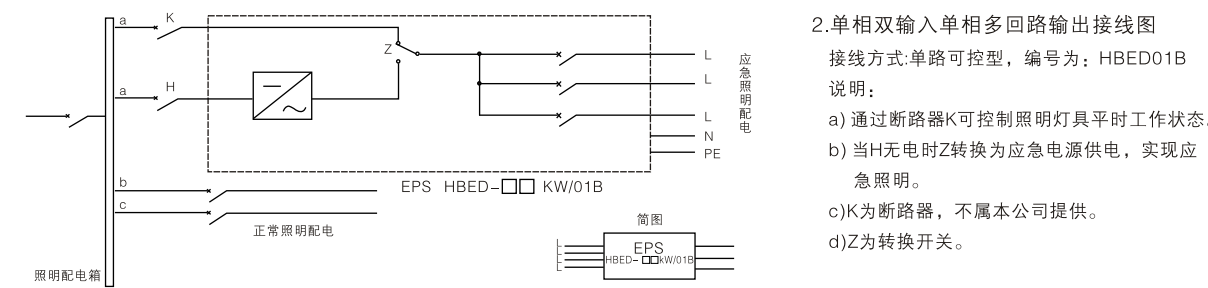 a
K
Z
L
L
L
N
PE
应急照明配电
a
H
b
c
EPS HBED-□□ KW/01B
正常照明配电
照明配电箱
简图
L
L
L
L
EPS
HBED-□□kW/01B
2.单相双输入单相多回路输出接线图
接线方式:单路可控型，编号为：HBED01B
说明：
a) 通过断路器K可控制照明灯具平时工作状态.
b) 当H无电时Z转换为应急电源供电，实现应
急照明。
c)K为断路器，不属本公司提供。
d)Z为转换开关。